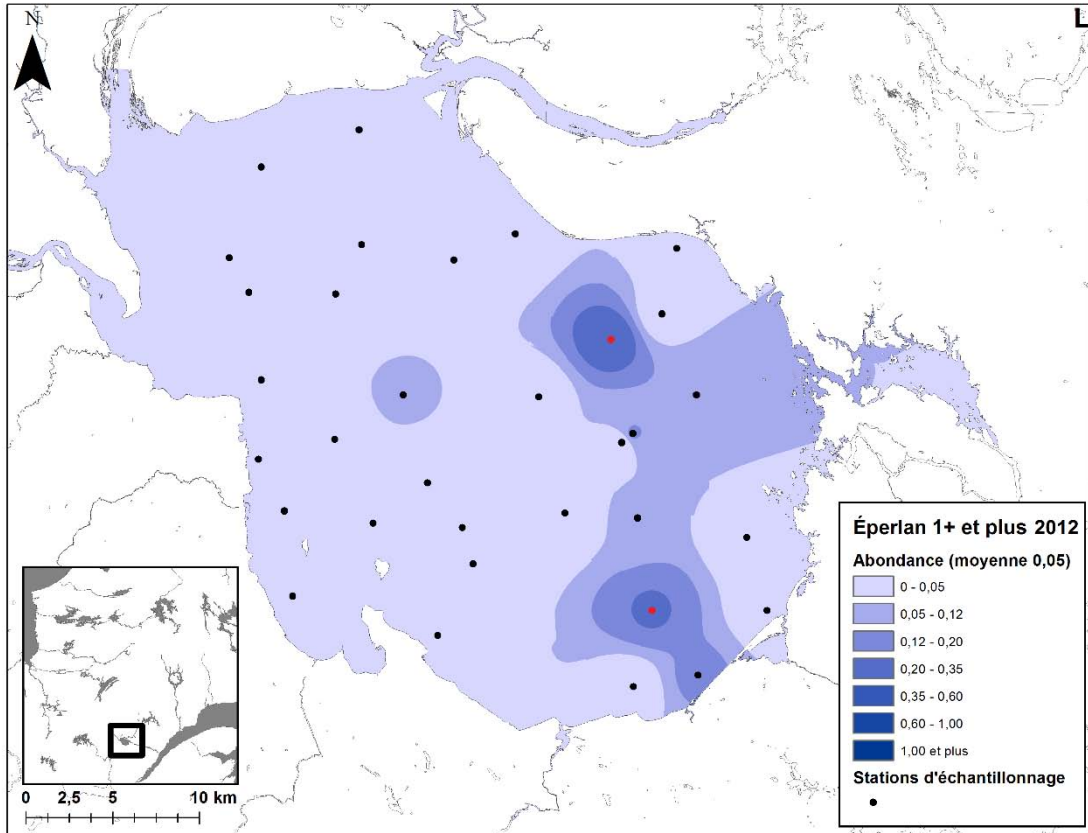 N
L
Éperlan 1+ et plus 2012
Abondance (moyenne 0,05)
0 - 0,05
0,05 - 0,12
0,12 - 0,20
0,20 - 0,35
0,35 - 0,60
0,60 - 1,00
1,00 et plus
Stations d'échantillonnage
0 2,5 5 10 km